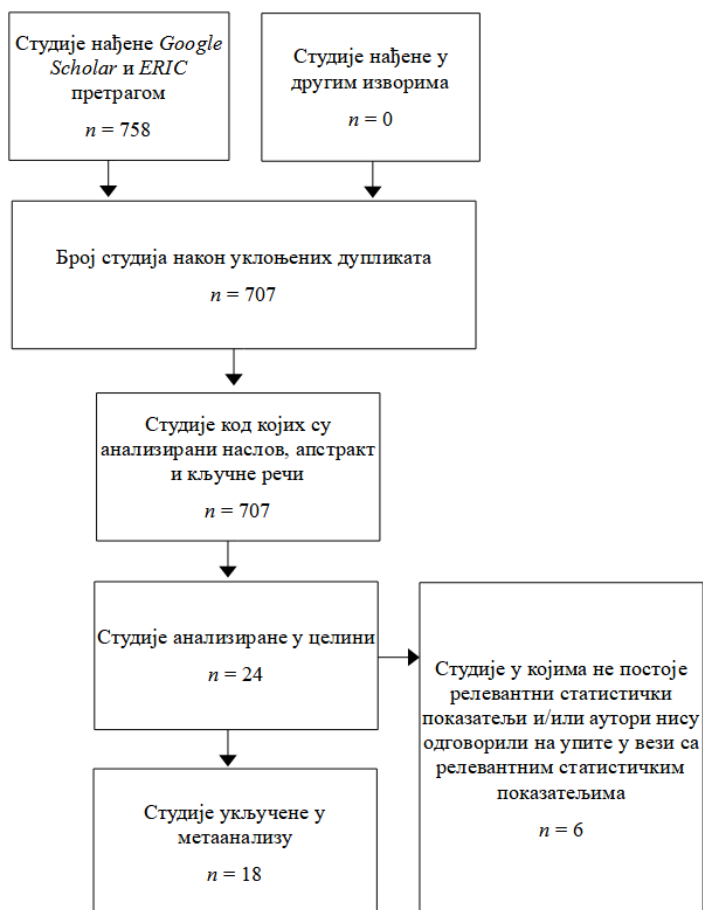 Студије нађене Google
Scholar и ERIC
претрагом
n = 758
Студије нађене у
другим изворима
n = 0
Број студија након уклоњених дупликата
n = 707
Студије код којих су
анализирани наслов, апстракт
и кључне речи
n = 707
Студије анализиране у целини
n = 24
Студије у којима не постоје
релевантни статистички
показатељи и/или аутори нису
одговорили на упите у вези са
релевантним статистичким
показатељима
n = 6
Студије укључене у
метаанализу
n = 18